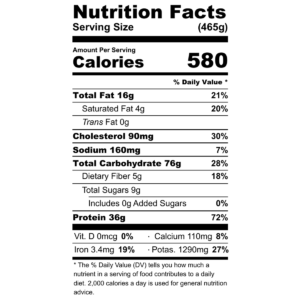 Nutrition Facts
Serving Size (465g)
Amount Per Serving
Calories 580
% Daily Value *
Total Fat 16g 21%
Saturated Fat 4g 20%
Trans Fat 0g
Cholesterol 90mg 30%
Sodium 160mg 7%
Total Carbohydrate 76g 28%
Dietary Fiber 5g 18%
Total Sugars 9g
Includes 0g Added Sugars 0%
Protein 36g 72%
Vit. D 0mcg 0% · Calcium 110mg 8%
Iron 3.4mg 19% · Potas. 1290mg 27%
* The % Daily Value (DV) tells you how much a
nutrient in a serving of food contributes to a daily
diet. 2,000 calories a day is used for general nutrition
advice.